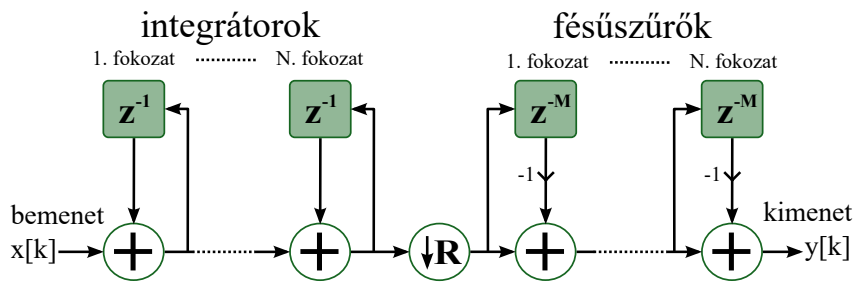 integrátorok
fésűszűrők
1. fokozat
N. fokozat
1. fokozat
N. fokozat
z-1
z-1
z-M
z-M
-1
-1
bemenet
x[k]
+
+
↓R
+
+
kimenet
y[k]